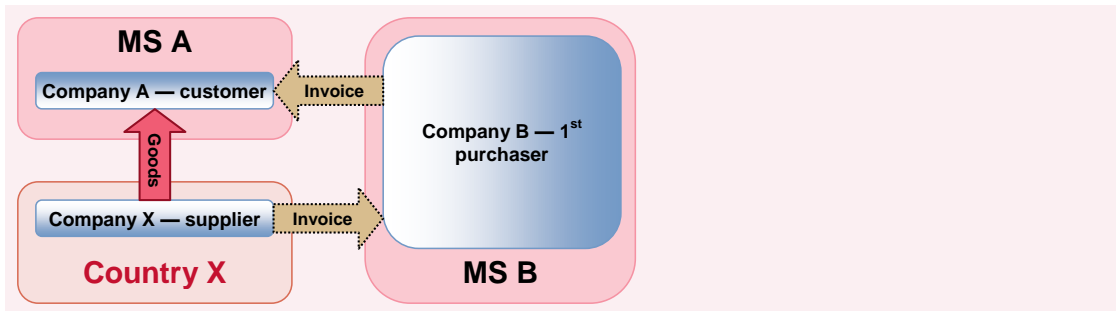 MS A
Company A — customer
Invoice
Company B — 1st
purchaser
Goods
Company X — supplier
Invoice
Country X
MS B